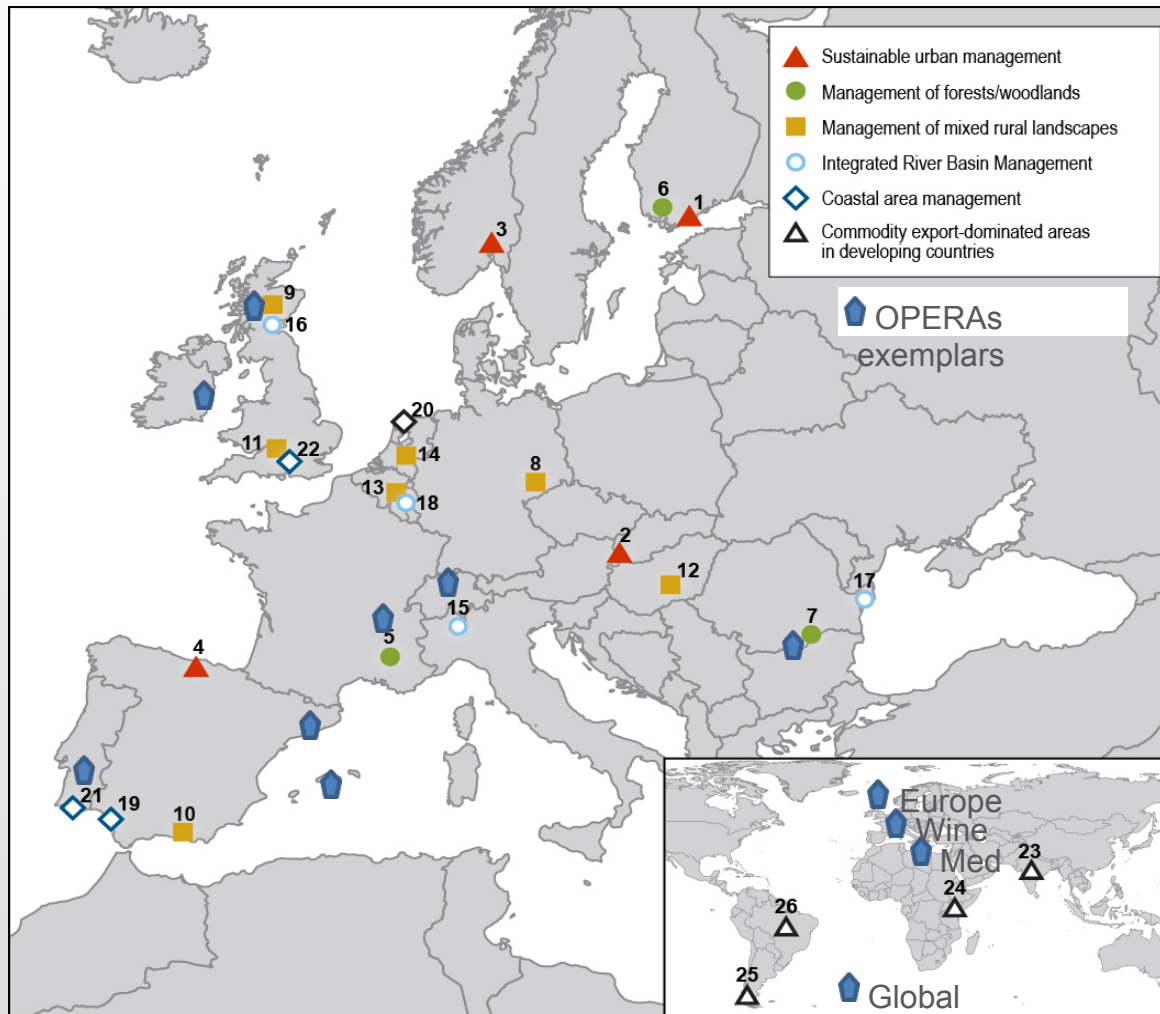 Sustainable urban management
Management of forests/woodlands
Management of mixed rural landscapes
Integrated River Basin Management
Coastal area management
Commodity export-dominated areas
in developing countries
OPERAs
exemplars
6
1
3
9
16
20
11
22
14
8
13
18
2
12
15
17
7
5
4
21
19
10
Europe
Wine
Med
23
24
26
25
Global